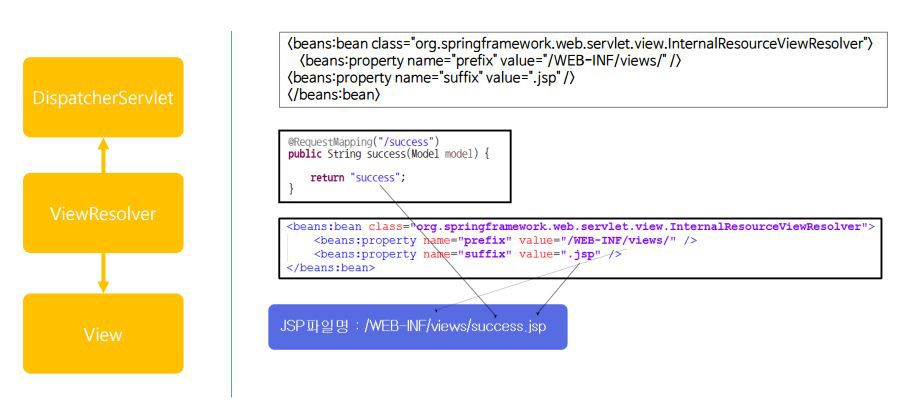 DispatcherServlet
ViewResolver
View
<beans:bean class="org.springframework.web.servlet.view.InternalResourceViewResolver">
<beans:property name="prefix" value="/WEB-INF/views/" />
<beans:property name="suffix" value=".jsp" />
</beans:bean>
@RequestMapping("/success")
public String success(Model model) {
return "success";
}
<beans:bean class="org.springframework.web.servlet.view.InternalResourceViewResolver">
<beans:property name="prefix" value="/WEB-INF/views/" />
<beans:property name="suffix" value=".jsp" />
</beans:bean>
JSP파일명 : /WEB-INF/views/success.jsp